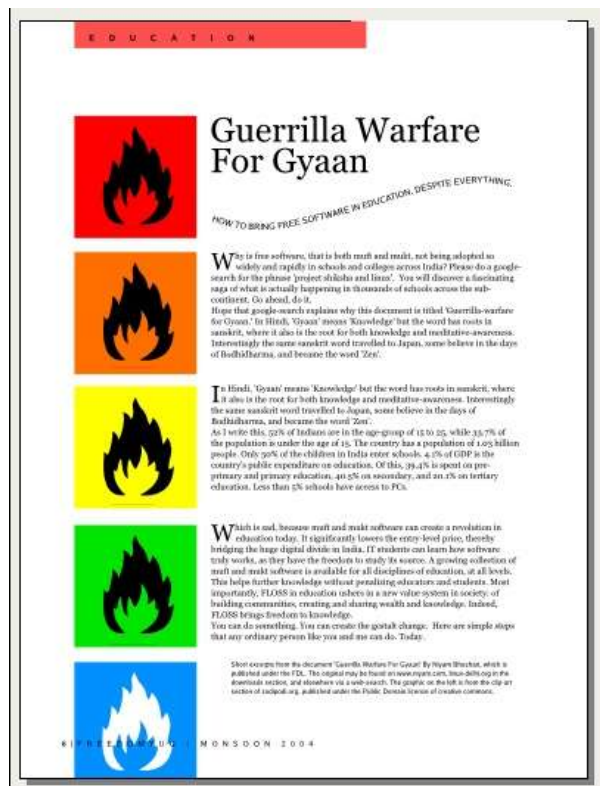 EDUCATION
Guerrilla Warfare
For Gyaan
HOW TO BRING FREE SOFTWARE IN EDUCATION. DESPITE EVERYTHING.
Why is free software, that is both muft and mukt, not being adopted so
widely and rapidly in schools and colleges across India? Please do a google-
search for the phrase 'project shiksha and linux'. You will discover a fascinating
saga of what is actually happening in thousands of schools across the sub-
continent. Go ahead, do it.
Hope that google-search explains why this document is titled 'Guerrilla-warfare
for Gyaan.' In Hindi, 'Gyaan' means 'Knowledge' but the word has roots in
sanskrit, where it also is the root for both knowledge and meditative-awareness.
Interestingly the same sanskrit word travelled to Japan, some believe in the days
of Bodhidharma, and became the word 'Zen'.
In Hindi, 'Gyaan' means 'Knowledge' but the word has roots in sanskrit, where
it also is the root for both knowledge and meditative-awareness. Interestingly
the same sanskrit word travelled to Japan, some believe in the days of
Bodhidharma, and became the word 'Zen'.
As I write this, 52% of Indians are in the age-group of 15 to 25, while 33.7% of
the population is under the age of 15. The country has a population of 1.03 billion
people. Only 50% of the children in India enter schools. 4.1% of GDP is the
country's public expenditure on education. Of this, 39.4% is spent on pre-
primary and primary education, 40.5% on secondary, and 20.1% on tertiary
education. Less than 5% schools have access to PCs.
Which is sad, because muft and mukt software can create a revolution in
education today. It significantly lowers the entry-level price, thereby
bridging the huge digital divide in India. IT students can learn how software
truly works, as they have the freedom to study its source. A growing collection of
muft and mukt software is available for all disciplines of education, at all levels.
This helps further knowledge without penalising educators and students. Most
importantly, FLOSS in education ushers in a new value system in society: of
building communities, creating and sharing wealth and knowledge. Indeed,
FLOSS brings freedom to knowledge.
You can do something. You can create the gestalt change. Here are simple steps
that any ordinary person like you and me can do. Today.
Short excerpts from the document 'Guerilla Warfare For Gyaan' By Niyam Bhushan, which is
published under the FDL. The original may be found on www.niyam.com, linux-delhi.org in the
downloads section, and elsewhere via a web-search. The graphic on the left is from the clip art
section of sodipodi.org, published under the Public Domain license of creative commons.
6|FREEDOMYUG | MONSOON 2004